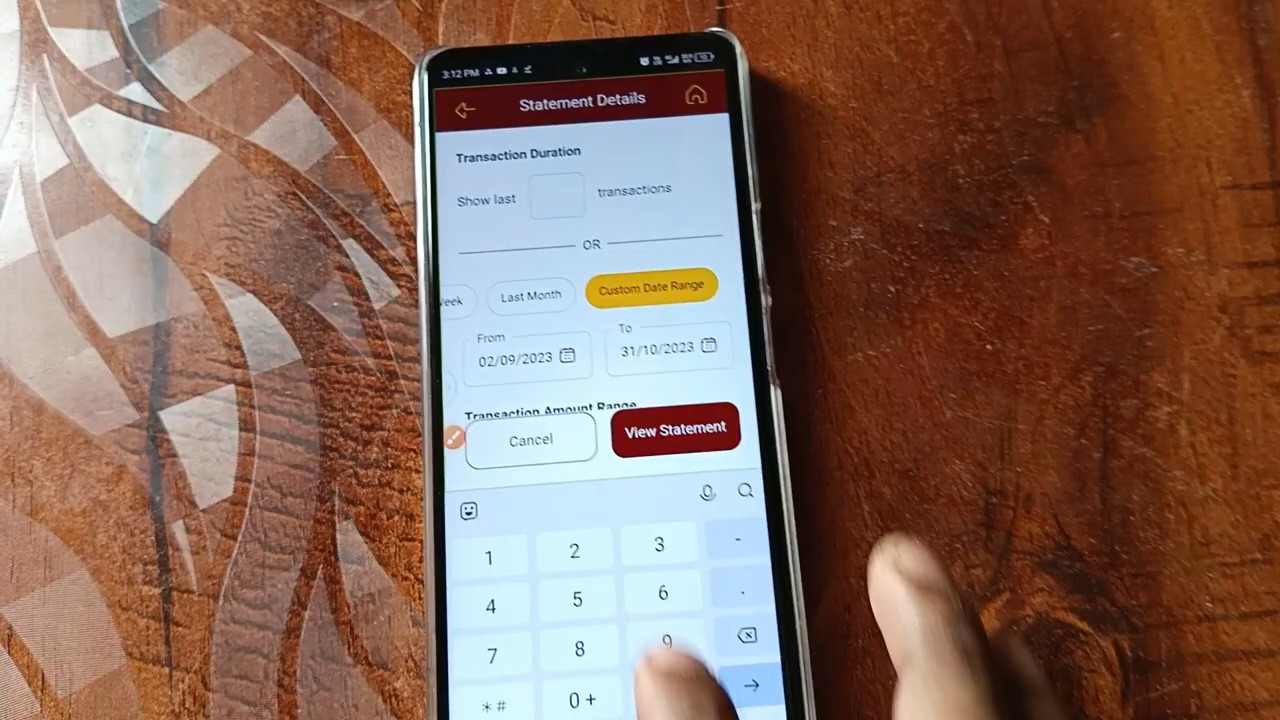 3:12 PM
Statement Details
Transaction Duration
Show last transactions
OR
Week Last Month Custom Date Range
From To
02/09/2023 31/10/2023
Transaction Amount Range
Cancel View Statement
1 2 3 -
4 5 6 .
7 8 9
*# 0 +